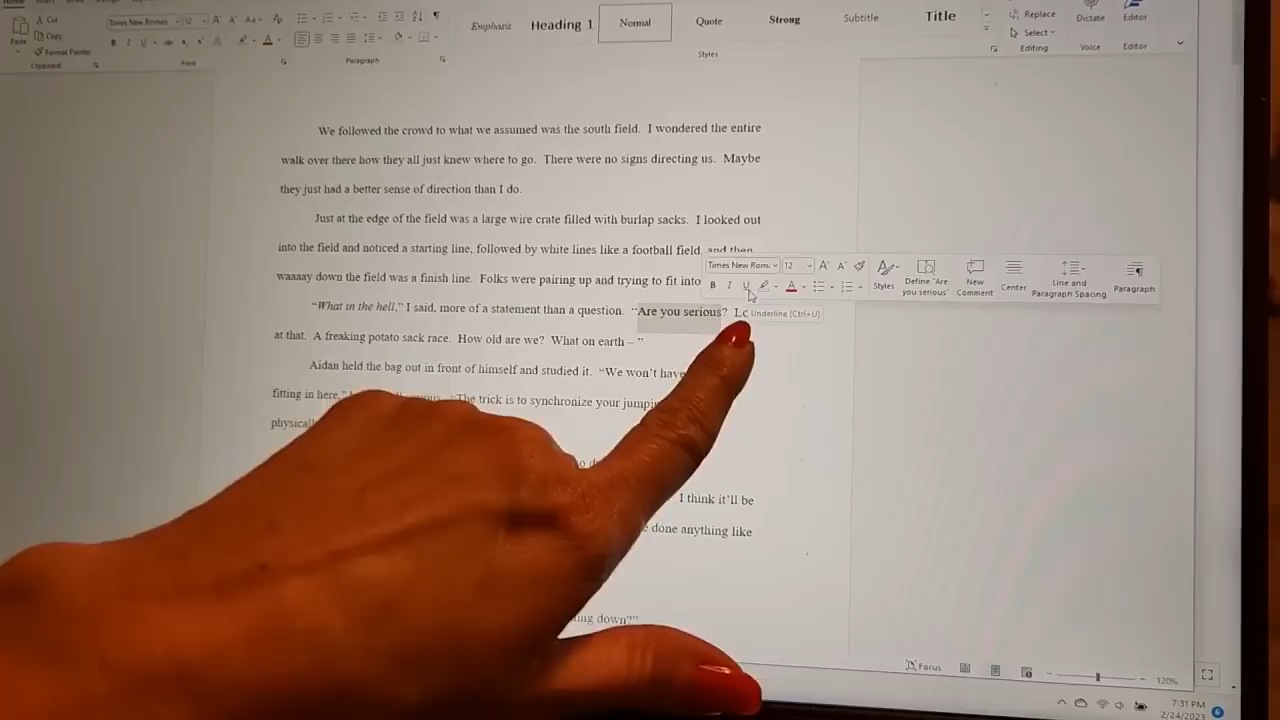 Home
Cut
Paste
Copy
Format Painter
Clipboard
Times New Roman
12
Font
Paragraph
Emphasis
Heading 1
Normal
Quote
Strong
Subtitle
Title
Styles
Replace
Select
Editing
Dictate
Voice
Editor
Editor
We followed the crowd to what we assumed was the south field. I wondered the entire
walk over there how they all just knew where to go. There were no signs directing us. Maybe
they just had a better sense of direction than I do.
Just at the edge of the field was a large wire crate filled with burlap sacks. I looked out
into the field and noticed a starting line, followed by white lines like a football field, and then
waaaay down the field was a finish line. Folks were pairing up and trying to fit into
Times New Rom
12
Styles
Define "Are
you serious"
New
Comment
Center
Line and
Paragraph Spacing
Paragraph
Underline (Ctrl+U)
“What in the hell,” I said, more of a statement than a question. “Are you serious?
at that. A freaking potato sack race. How old are we? What on earth – ”
Aidan held the bag out in front of himself and studied it. “We won’t have
fitting in here,” “The trick is to synchronize your
I think it’ll be
done anything like
down?”
Focus
120%
7:31 PM
2/24/2023
6